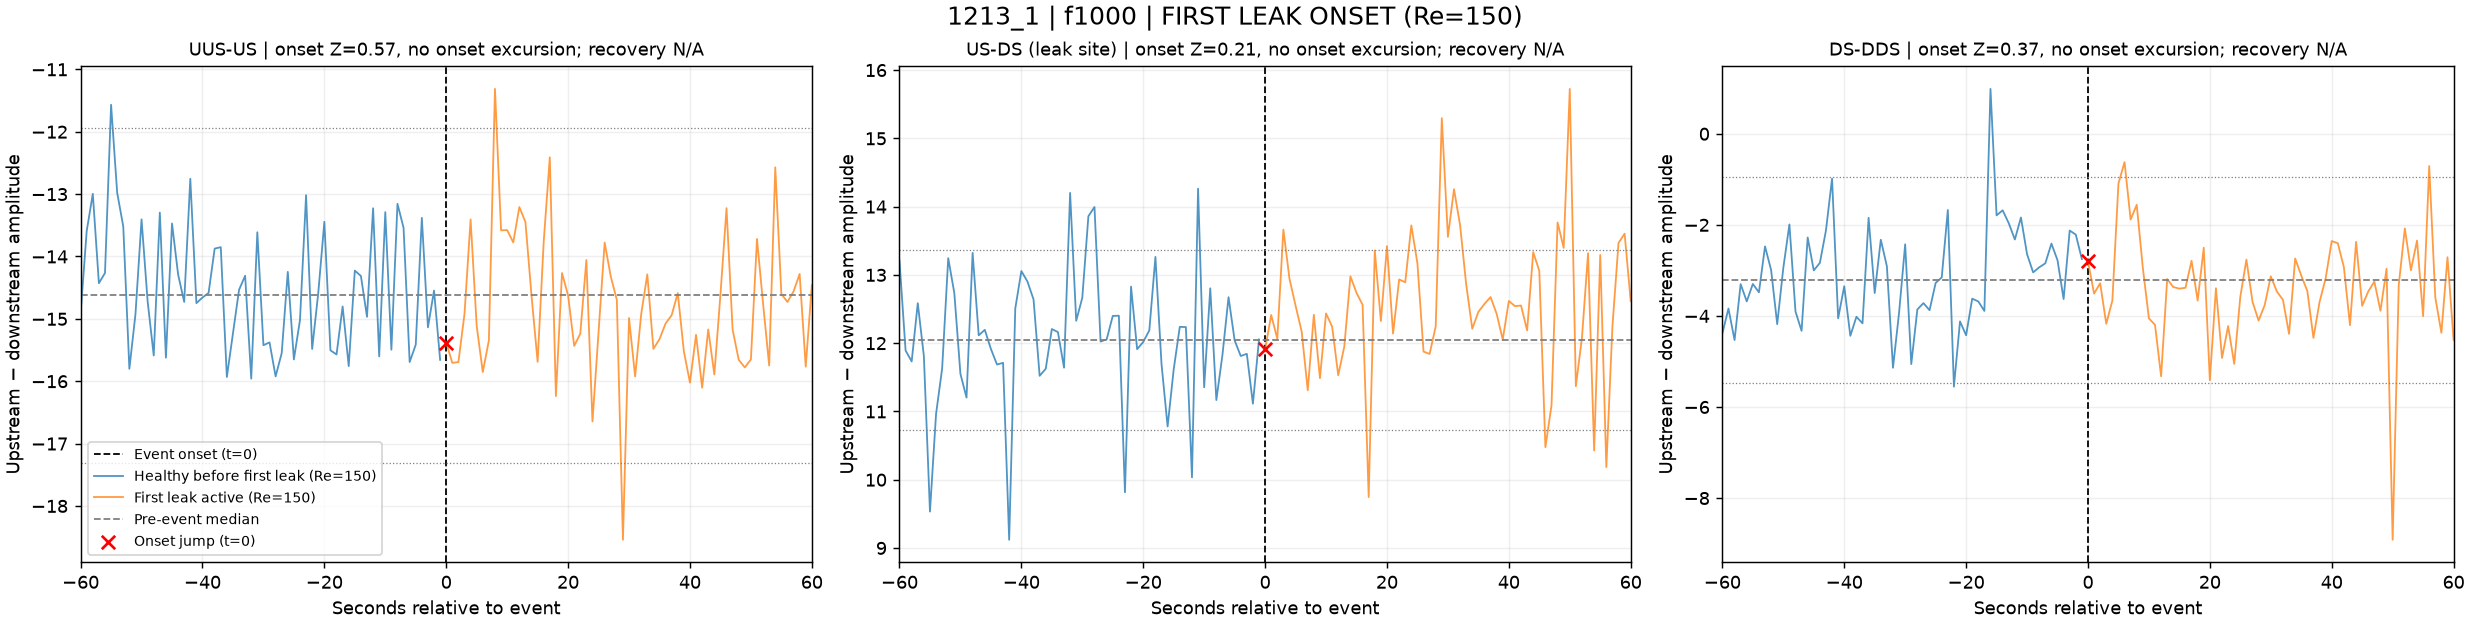 1213_1 | f1000 | FIRST LEAK ONSET (Re=150)
UUS-US | onset Z=0.57, no onset excursion; recovery N/A
−11
−12
−13
−14
−15
−16
−17
−18
Upstream − downstream amplitude
Event onset (t=0)
Healthy before first leak (Re=150)
First leak active (Re=150)
Pre-event median
Onset jump (t=0)
−60
−40
−20
0
20
40
60
Seconds relative to event
US-DS (leak site) | onset Z=0.21, no onset excursion; recovery N/A
16
15
14
13
12
11
10
9
Upstream − downstream amplitude
−60
−40
−20
0
20
40
60
Seconds relative to event
DS-DDS | onset Z=0.37, no onset excursion; recovery N/A
0
−2
−4
−6
−8
Upstream − downstream amplitude
−60
−40
−20
0
20
40
60
Seconds relative to event